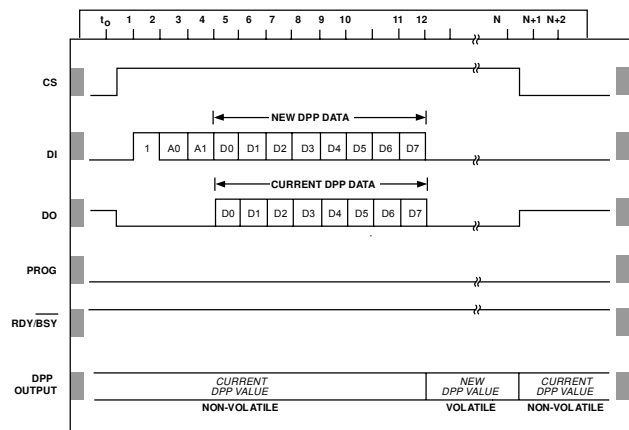 to 1 2 3 4 5 6 7 8 9 10 11 12 N N+1 N+2
CS
NEW DPP DATA
DI 1 A0 A1 D0 D1 D2 D3 D4 D5 D6 D7
CURRENT DPP DATA
DO D0 D1 D2 D3 D4 D5 D6 D7
PROG
RDY/BSY
DPP OUTPUT
CURRENT DPP VALUE
NEW DPP VALUE
CURRENT DPP VALUE
NON-VOLATILE VOLATILE NON-VOLATILE